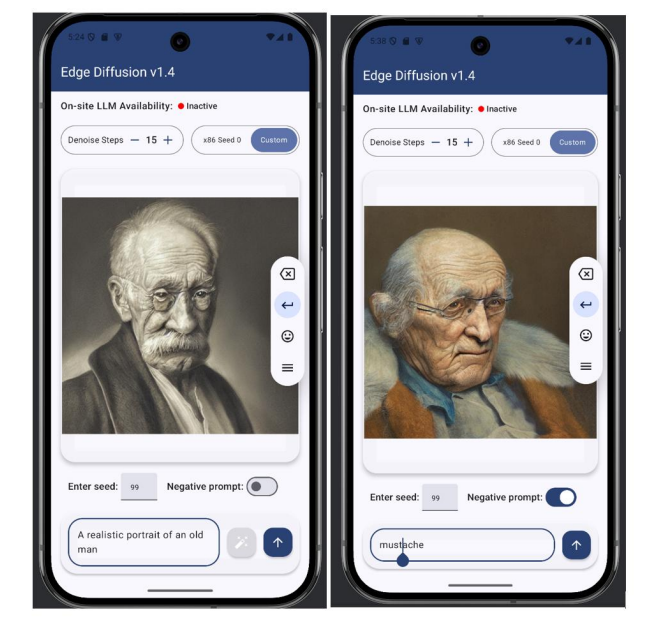 5:24
Edge Diffusion v1.4
On-site LLM Availability: Inactive
Denoise Steps — 15 + x86 Seed 0 Custom
Enter seed: 99 Negative prompt:
A realistic portrait of an old
man
5:38
Edge Diffusion v1.4
On-site LLM Availability: Inactive
Denoise Steps — 15 + x86 Seed 0 Custom
Enter seed: 99 Negative prompt:
mustache